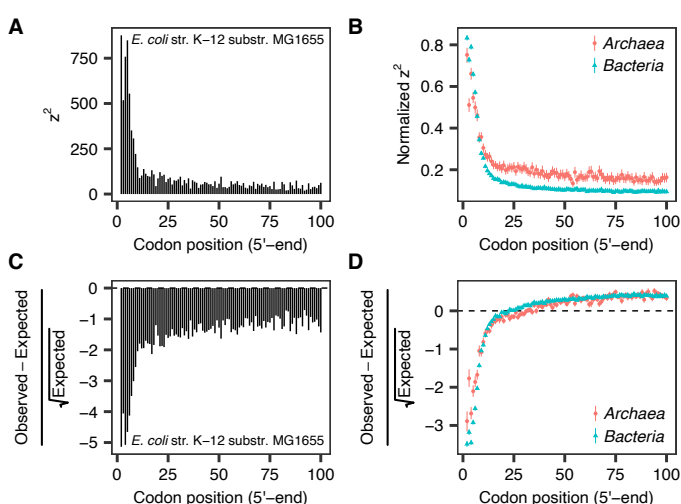 A
E. coli str. K−12 substr. MG1655
z²
750
500
250
0
0 25 50 75 100
Codon position (5'−end)
B
Archaea
Bacteria
Normalized z²
0.8
0.6
0.4
0.2
0 25 50 75 100
Codon position (5'−end)
C
Observed − Expected
√Expected
0
−1
−2
−3
−4
−5
E. coli str. K−12 substr. MG1655
0 25 50 75 100
Codon position (5'−end)
D
Observed − Expected
√Expected
0
−1
−2
−3
Archaea
Bacteria
0 25 50 75 100
Codon position (5'−end)